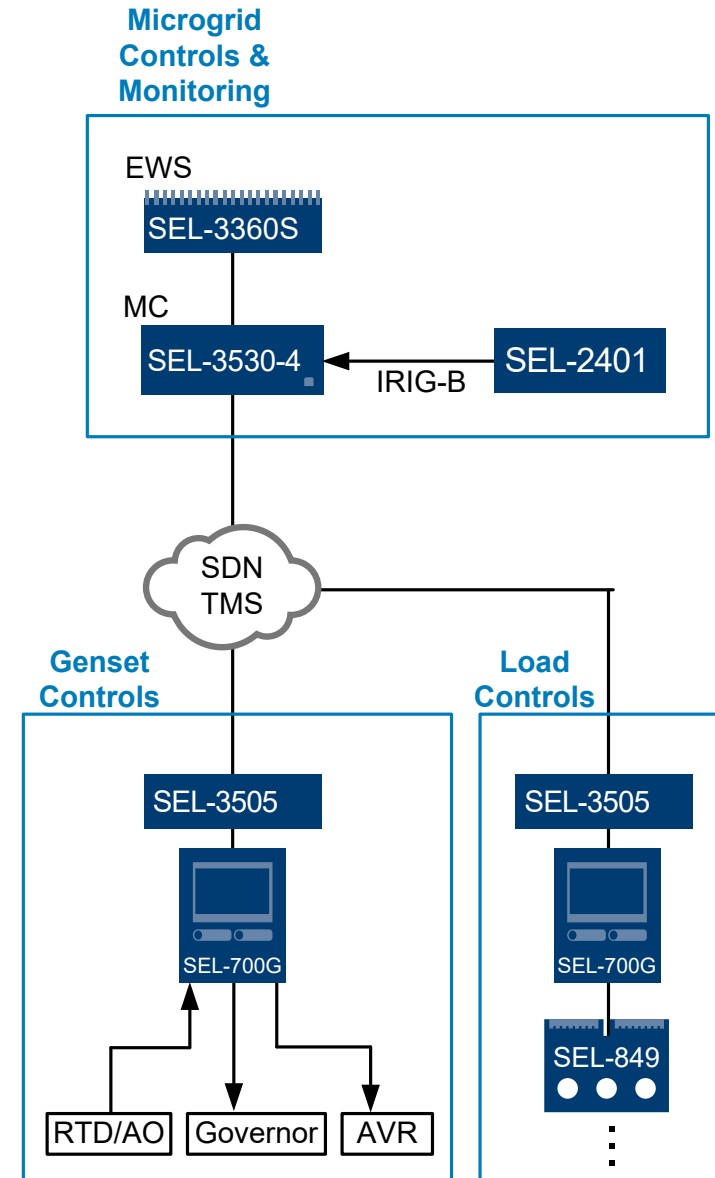 Microgrid
Controls &
Monitoring
EWS
SEL-3360S
MC
SEL-3530-4
IRIG-B
SEL-2401
SDN
TMS
Genset
Controls
SEL-3505
SEL-700G
RTD/AO
Governor
AVR
Load
Controls
SEL-3505
SEL-700G
SEL-849